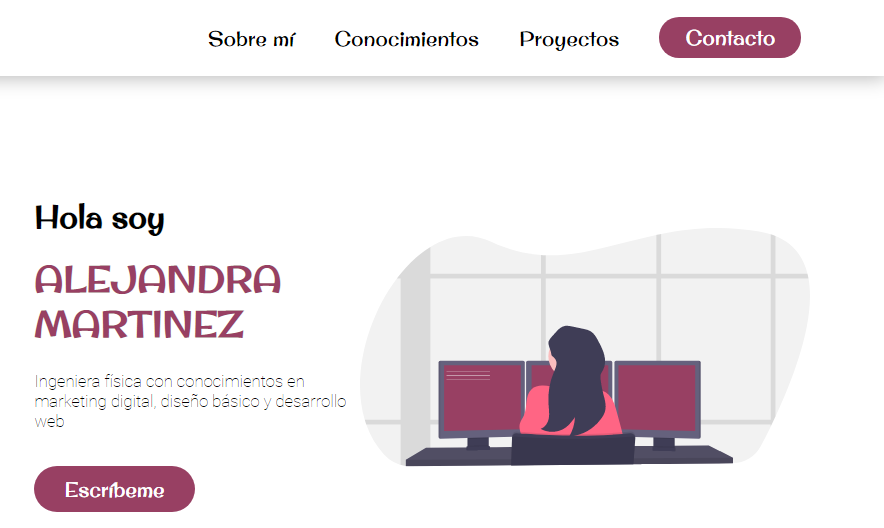 Sobre mí Conocimientos Proyectos Contacto
Hola soy
ALEJANDRA
MARTINEZ
Ingeniera física con conocimientos en
marketing digital, diseño básico y desarrollo
web
Escríbeme